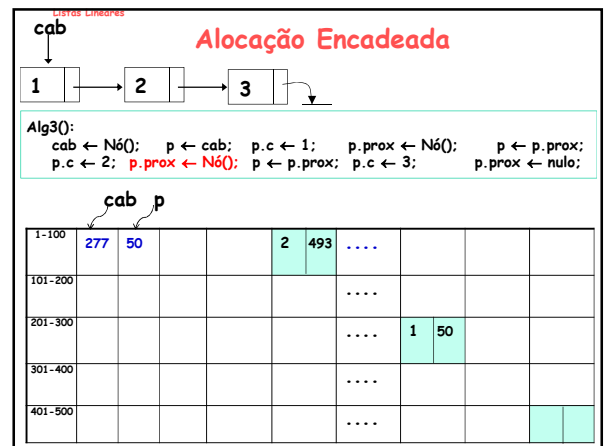 Listas Lineares
cab
Alocação Encadeada
1 2 3
Alg3():
cab ← Nó(); p ← cab; p.c ← 1; p.prox ← Nó(); p ← p.prox;
p.c ← 2; p.prox ← Nó(); p ← p.prox; p.c ← 3; p.prox ← nulo;
cab p
1-100 277 50 2 493 ....
101-200 ....
201-300 .... 1 50
301-400 ....
401-500 ....